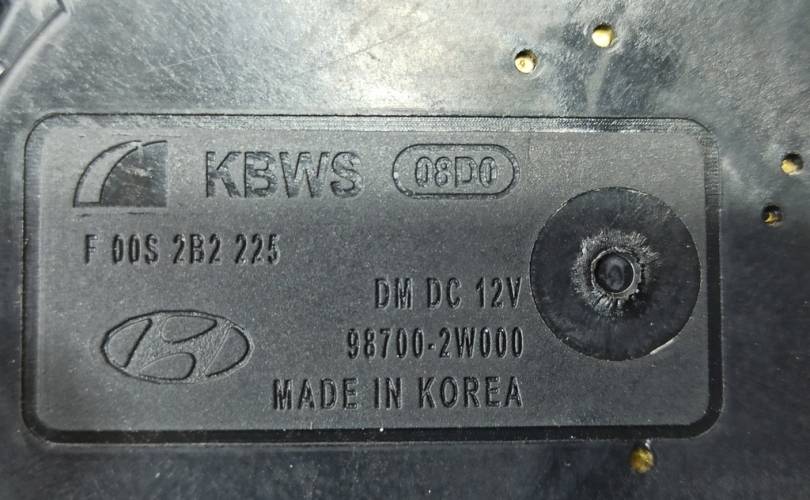 KBWS 08D0
F 00S 2B2 225
DM DC 12V
98700-2W000
MADE IN KOREA